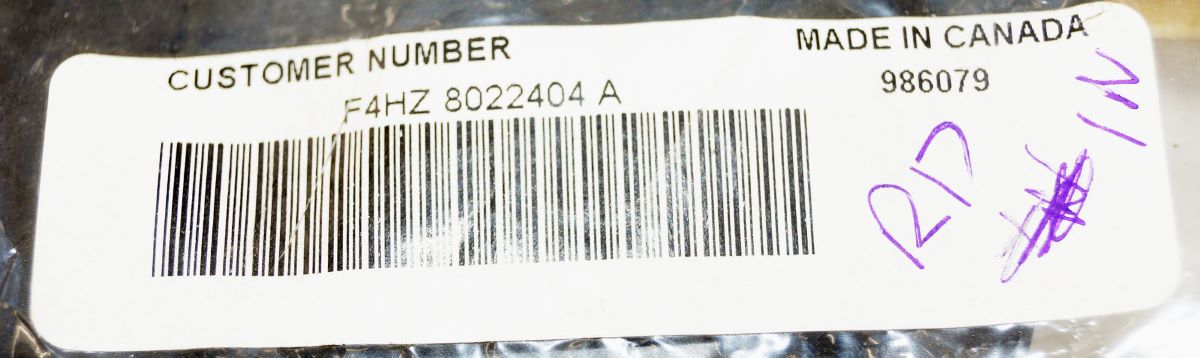 CUSTOMER NUMBER
F4HZ 8022404 A
MADE IN CANADA
986079
RD
IN